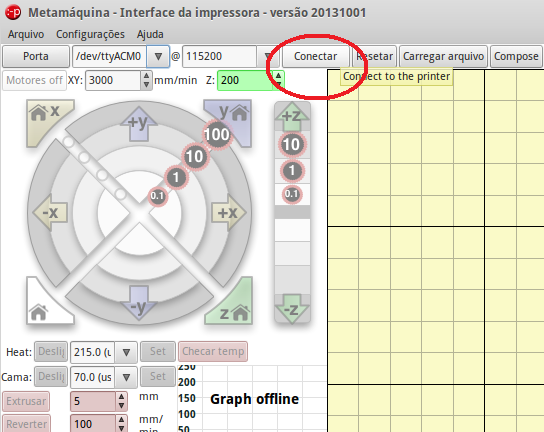 Metamáquina - Interface da impressora - versão 20131001
Arquivo Configurações Ajuda
Porta /dev/ttyACM0 @ 115200 Conectar Resetar Carregar arquivo Compose
Motores off XY: 3000 mm/min Z: 200
Connect to the printer
x +y y +z
100
10 10
1 1
0.1 0.1
-x +x
-y z -z
Heat: Deslig 215.0 (u Set Checar temp
Cama: Deslig 70.0 (us Set
250
Extrusar 5 mm 200
150
Graph offline
Reverter 100 mm/
min
100
50